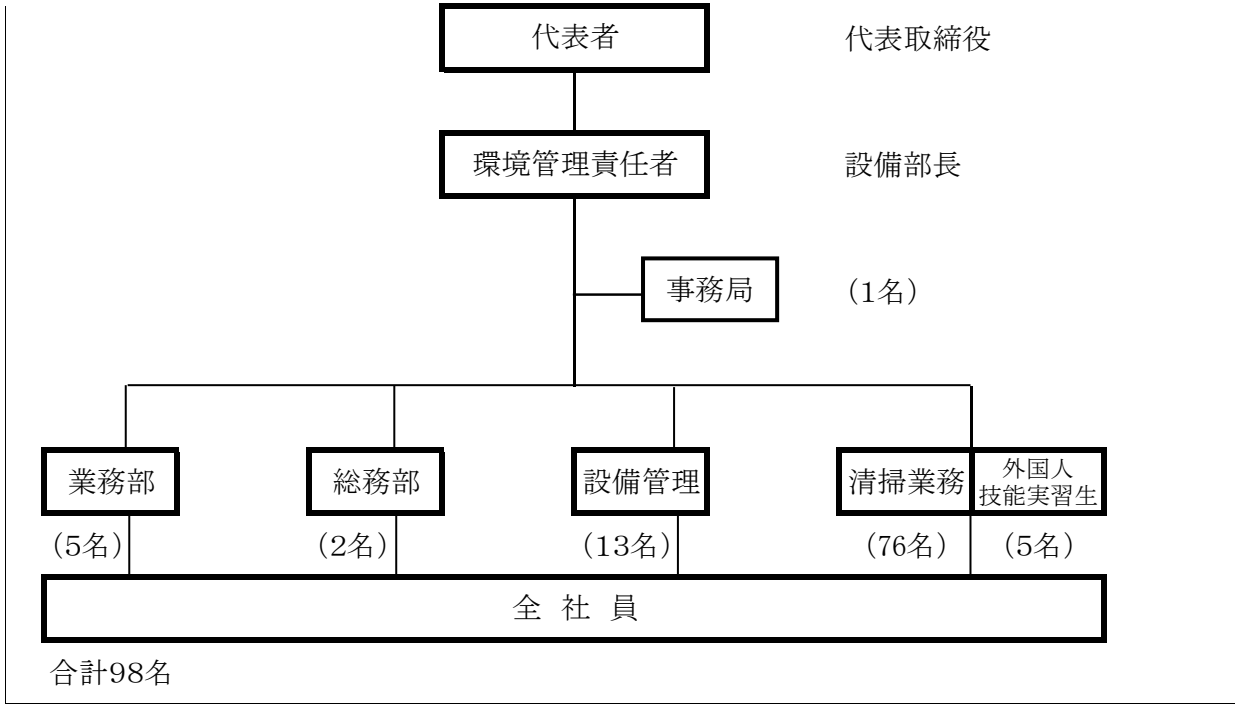 代表者 代表取締役
環境管理責任者 設備部長
事務局 (1名)
業務部 総務部 設備管理 清掃業務 外国人
技能実習生
(5名) (2名) (13名) (76名) (5名)
全 社 員
合計98名